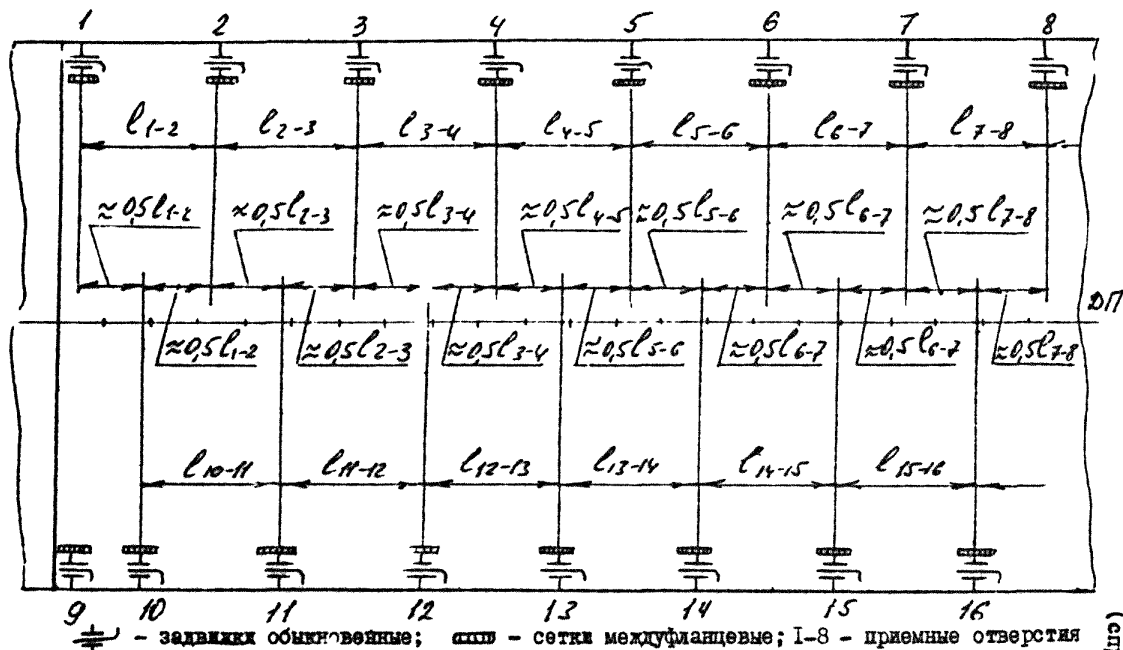 1 2 3 4 5 6 7 8
l1-2 l2-3 l3-4 l4-5 l5-6 l6-7 l7-8
≈0,5l1-2 ≈0,5l2-3 ≈0,5l3-4 ≈0,5l4-5 ≈0,5l5-6 ≈0,5l6-7 ≈0,5l7-8
ДП
≈0,5l1-2 ≈0,5l2-3 ≈0,5l3-4 ≈0,5l5-6 ≈0,5l6-7 ≈0,5l6-7 ≈0,5l7-8
l10-11 l11-12 l12-13 l13-14 l14-15 l15-16
9 10 11 12 13 14 15 16
- задвижки обыкновенные; - сетки междуфланцевые; I-8 - приемные отверстия